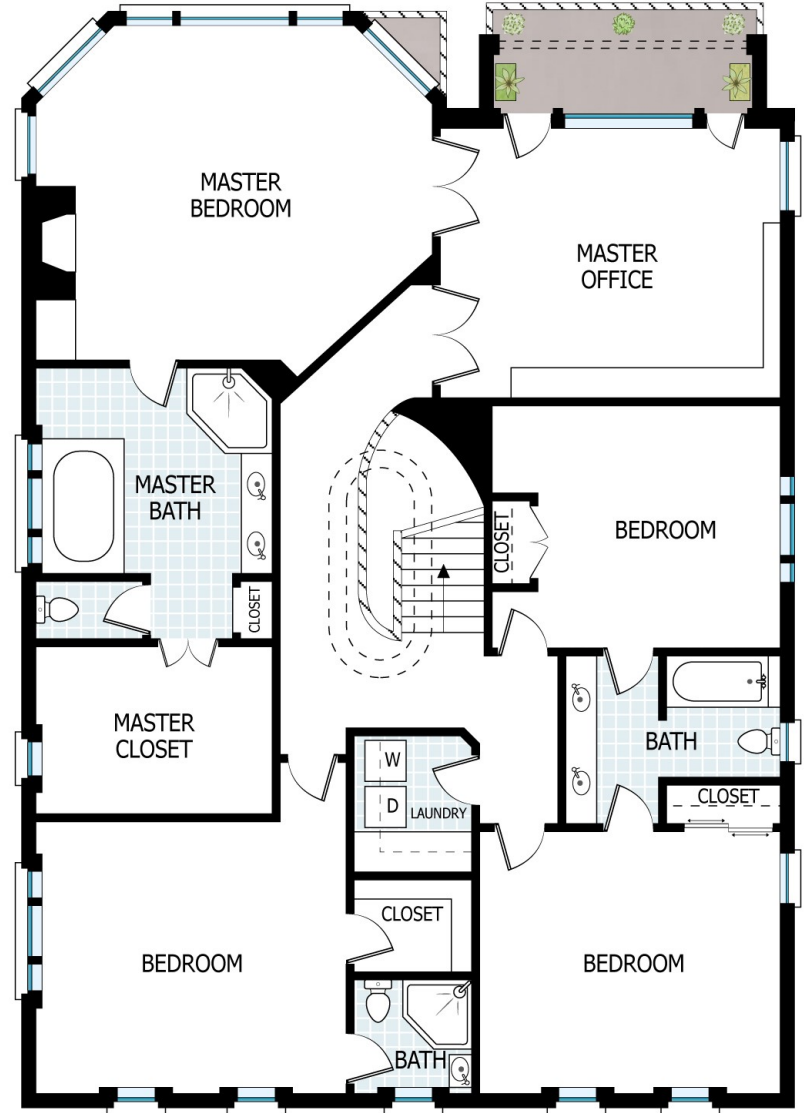 MASTER
BEDROOM
MASTER
OFFICE
MASTER
BATH
CLOSET
BEDROOM
CLOSET
MASTER
CLOSET
BATH
W
D
LAUNDRY
CLOSET
CLOSET
BEDROOM
BEDROOM
BATH